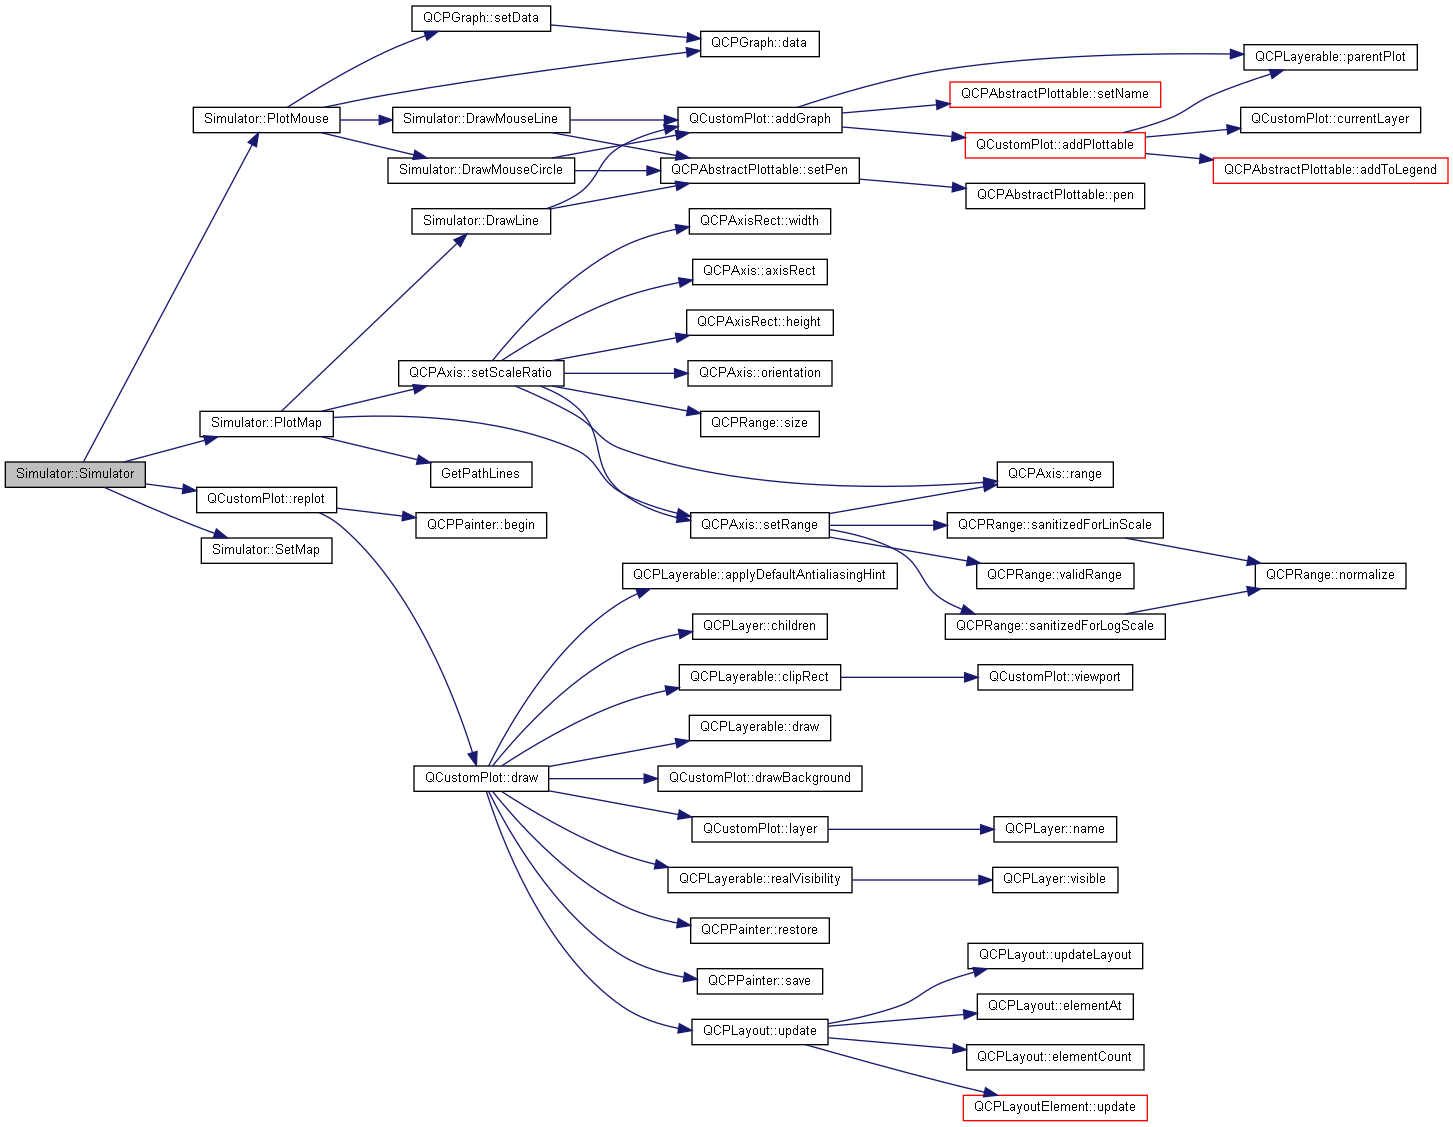 QCPGraph::setData
QCPGraph::data
QCPLayerable::parentPlot
QCPAbstractPlottable::setName
Simulator::PlotMouse
Simulator::DrawMouseLine
QCustomPlot::addGraph
QCustomPlot::currentLayer
QCustomPlot::addPlottable
Simulator::DrawMouseCircle
QCPAbstractPlottable::setPen
QCPAbstractPlottable::addToLegend
QCPAbstractPlottable::pen
Simulator::DrawLine
QCPAxisRect::width
QCPAxis::axisRect
QCPAxisRect::height
QCPAxis::setScaleRatio
QCPAxis::orientation
Simulator::PlotMap
QCPRange::size
Simulator::Simulator
GetPathLines
QCPAxis::range
QCustomPlot::replot
QCPPainter::begin
QCPAxis::setRange
QCPRange::sanitizedForLinScale
Simulator::SetMap
QCPLayerable::applyDefaultAntialiasingHint
QCPRange::validRange
QCPRange::normalize
QCPLayer::children
QCPRange::sanitizedForLogScale
QCPLayerable::clipRect
QCustomPlot::viewport
QCPLayerable::draw
QCustomPlot::draw
QCustomPlot::drawBackground
QCustomPlot::layer
QCPLayer::name
QCPLayerable::realVisibility
QCPLayer::visible
QCPPainter::restore
QCPLayout::updateLayout
QCPPainter::save
QCPLayout::elementAt
QCPLayout::update
QCPLayout::elementCount
QCPLayoutElement::update